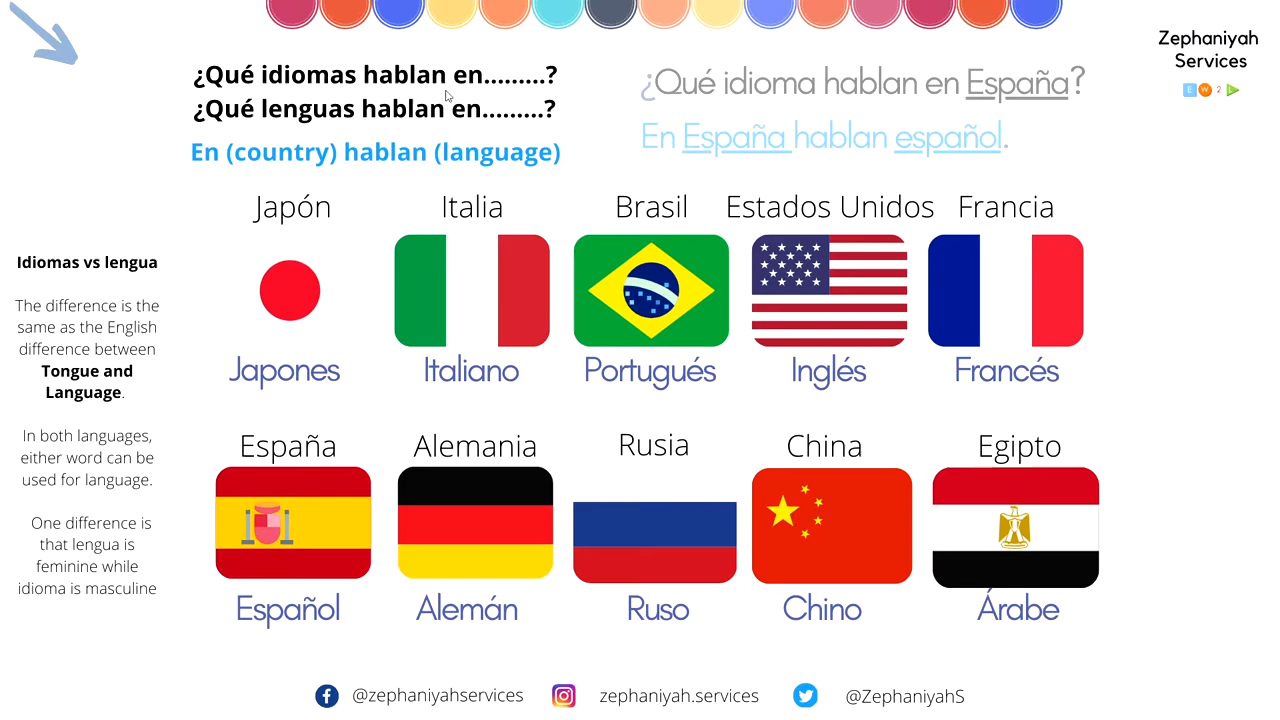 Zephaniyah
Services
E W 2
¿Qué idiomas hablan en.........?
¿Qué lenguas hablan en.........?
En (country) hablan (language)
¿Qué idioma hablan en España?
En España hablan español.
Idiomas vs lengua
The difference is the
same as the English
difference between
Tongue and
Language.
In both languages,
either word can be
used for language.
One difference is
that lengua is
feminine while
idioma is masculine
Japón Italia Brasil Estados Unidos Francia
Japones Italiano Portugués Inglés Francés
España Alemania Rusia China Egipto
Español Alemán Ruso Chino Árabe
@zephaniyahservices zephaniyah.services @ZephaniyahS